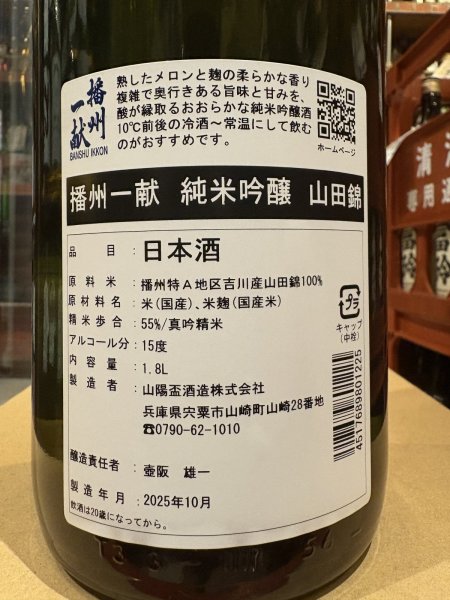 播州
一献
BANSHU IKKON
熟したメロンと麹の柔らかな香り
複雑で奥行きある旨味と甘みを、
酸が縁取るおおらかな純米吟醸酒
10℃前後の冷酒～常温にして飲む
のがおすすめです。
ホームページ
播州一献 純米吟醸 山田錦
品目：日本酒
原料米：播州特A地区吉川産山田錦100%
原材料名：米(国産)、米麹(国産米)
精米歩合：55%/真吟精米
アルコール分：15度
内容量：1.8L
製造者：山陽盃酒造株式会社
兵庫県宍粟市山崎町山崎28番地
☎0790-62-1010
醸造責任者：壺阪 雄一
製造年月：2025年10月
飲酒は20歳になってから。
プラ
キャップ
(中栓)
4517689801225
清
専用